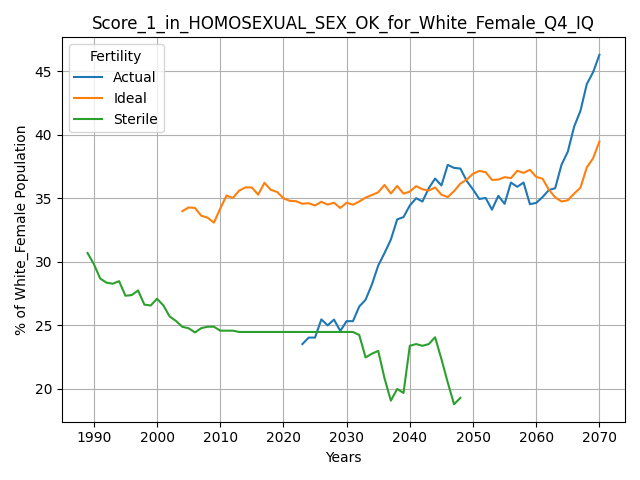 Score_1_in_HOMOSEXUAL_SEX_OK_for_White_Female_Q4_IQ
Fertility
Actual
Ideal
Sterile
% of White_Female Population
45
40
35
30
25
20
1990 2000 2010 2020 2030 2040 2050 2060 2070
Years